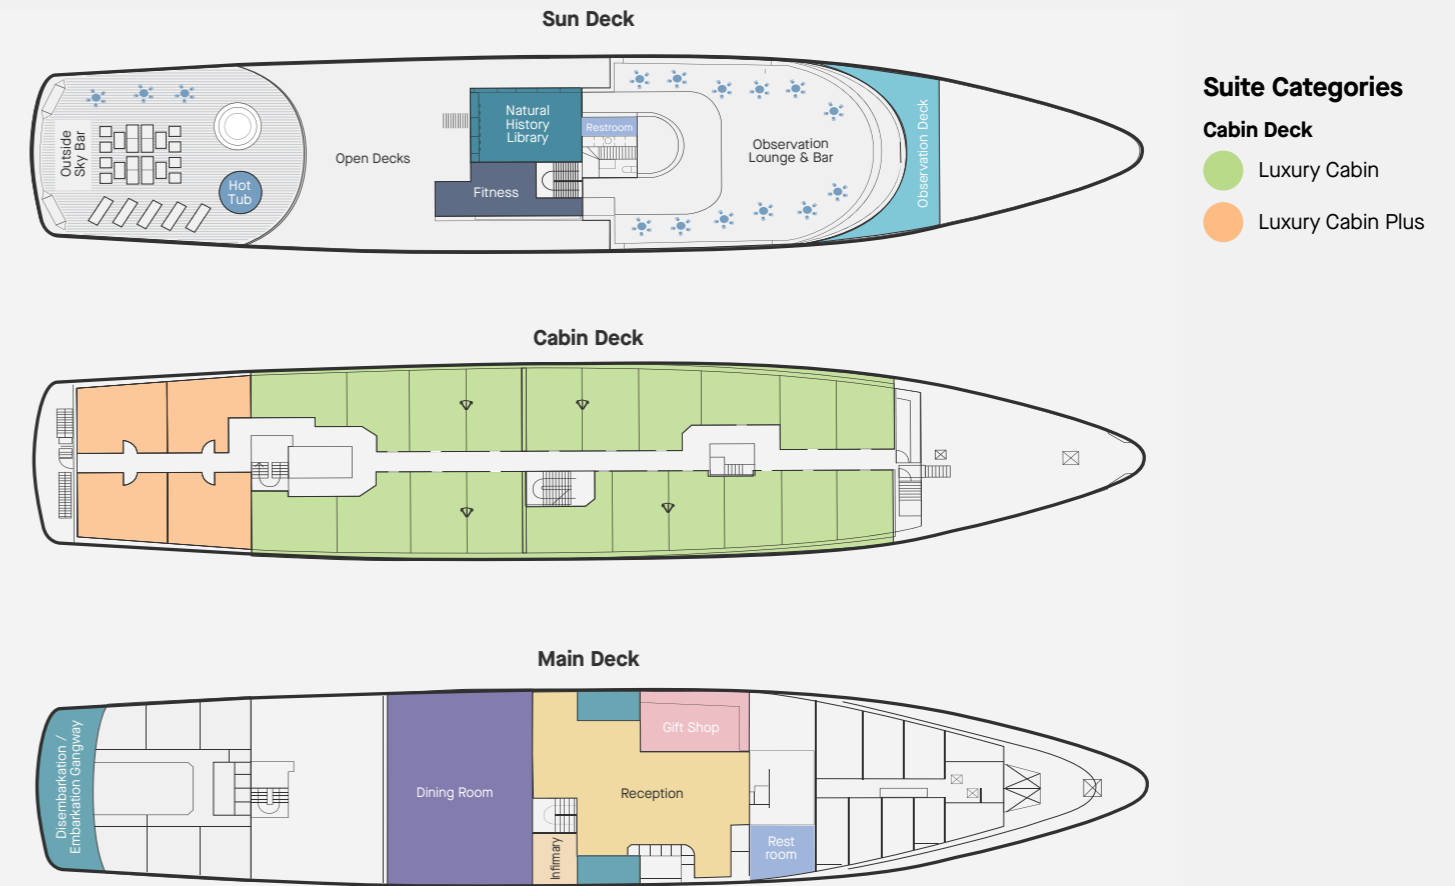 Sun Deck
Outside
Sky Bar
Hot
Tub
Open Decks
Natural
History
Library
Fitness
Restroom
Observation
Lounge & Bar
Observation Deck
Suite Categories
Cabin Deck
Luxury Cabin
Luxury Cabin Plus
Cabin Deck
Main Deck
Disembarkation /
Embarkation Gangway
Dining Room
Infirmary
Reception
Gift Shop
Rest
room